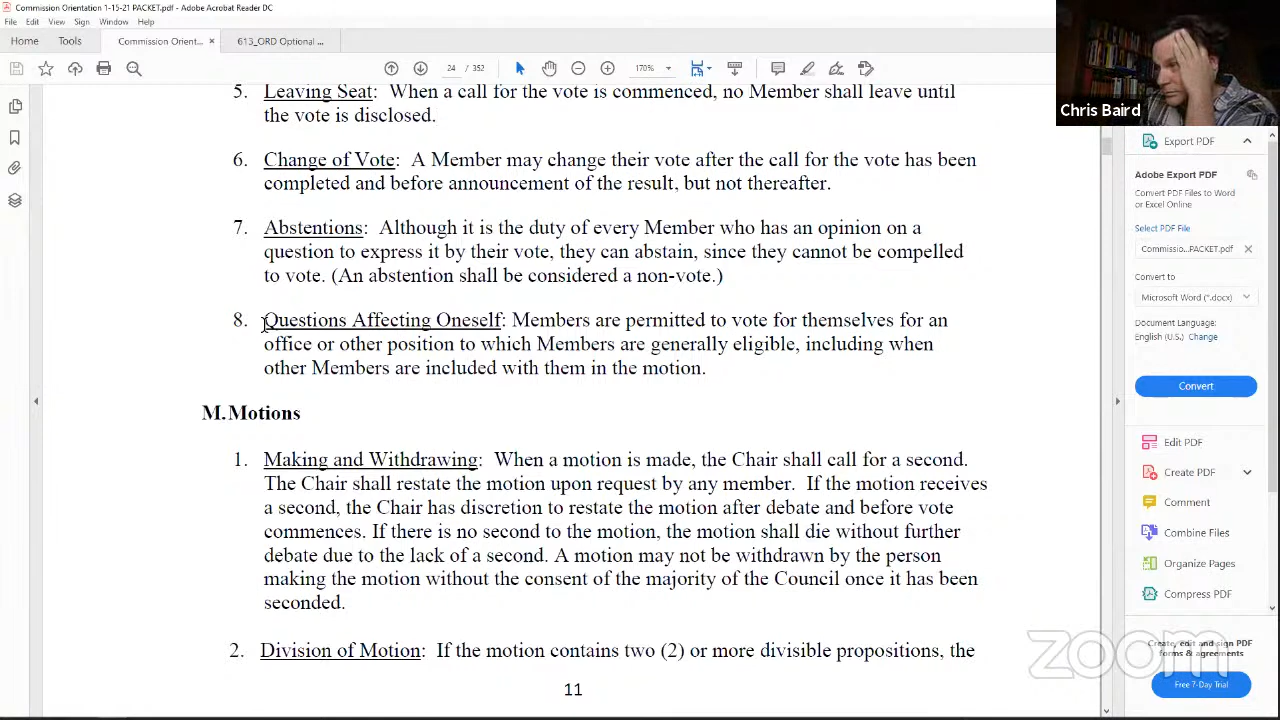 Commission Orientation 1-15-21 PACKET.pdf - Adobe Acrobat Reader DC
File Edit View Sign Window Help
Home Tools Commission Orient... × 613_ORD Optional ...
24 / 352 170%
5. Leaving Seat: When a call for the vote is commenced, no Member shall leave until
the vote is disclosed.
6. Change of Vote: A Member may change their vote after the call for the vote has been
completed and before announcement of the result, but not thereafter.
7. Abstentions: Although it is the duty of every Member who has an opinion on a
question to express it by their vote, they can abstain, since they cannot be compelled
to vote. (An abstention shall be considered a non-vote.)
8. Questions Affecting Oneself: Members are permitted to vote for themselves for an
office or other position to which Members are generally eligible, including when
other Members are included with them in the motion.
M.Motions
1. Making and Withdrawing: When a motion is made, the Chair shall call for a second.
The Chair shall restate the motion upon request by any member. If the motion receives
a second, the Chair has discretion to restate the motion after debate and before vote
commences. If there is no second to the motion, the motion shall die without further
debate due to the lack of a second. A motion may not be withdrawn by the person
making the motion without the consent of the majority of the Council once it has been
seconded.
2. Division of Motion: If the motion contains two (2) or more divisible propositions, the
11
Chris Baird
Export PDF
Adobe Export PDF
Convert PDF Files to Word
or Excel Online
Select PDF File
Commissio...PACKET.pdf ×
Convert to
Microsoft Word (*.docx)
Document Language:
English (U.S.) Change
Convert
Edit PDF
Create PDF
Comment
Combine Files
Organize Pages
Compress PDF
Create, edit and sign PDF
forms & agreements
Free 7-Day Trial
zoom